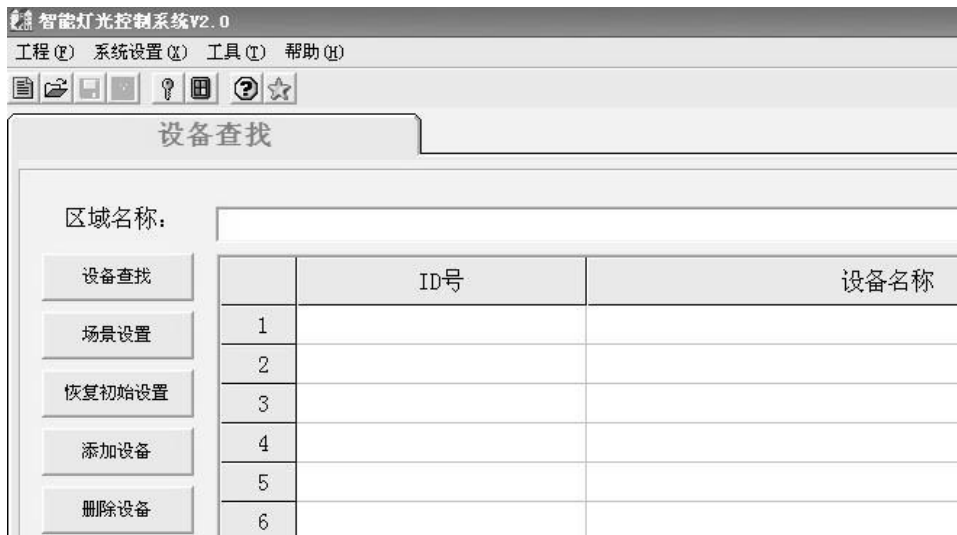 智能灯光控制系统V2.0
工程(F) 系统设置(X) 工具(T) 帮助(H)
设备查找
区域名称:
设备查找
场景设置
恢复初始设置
添加设备
删除设备
ID号 设备名称
1
2
3
4
5
6